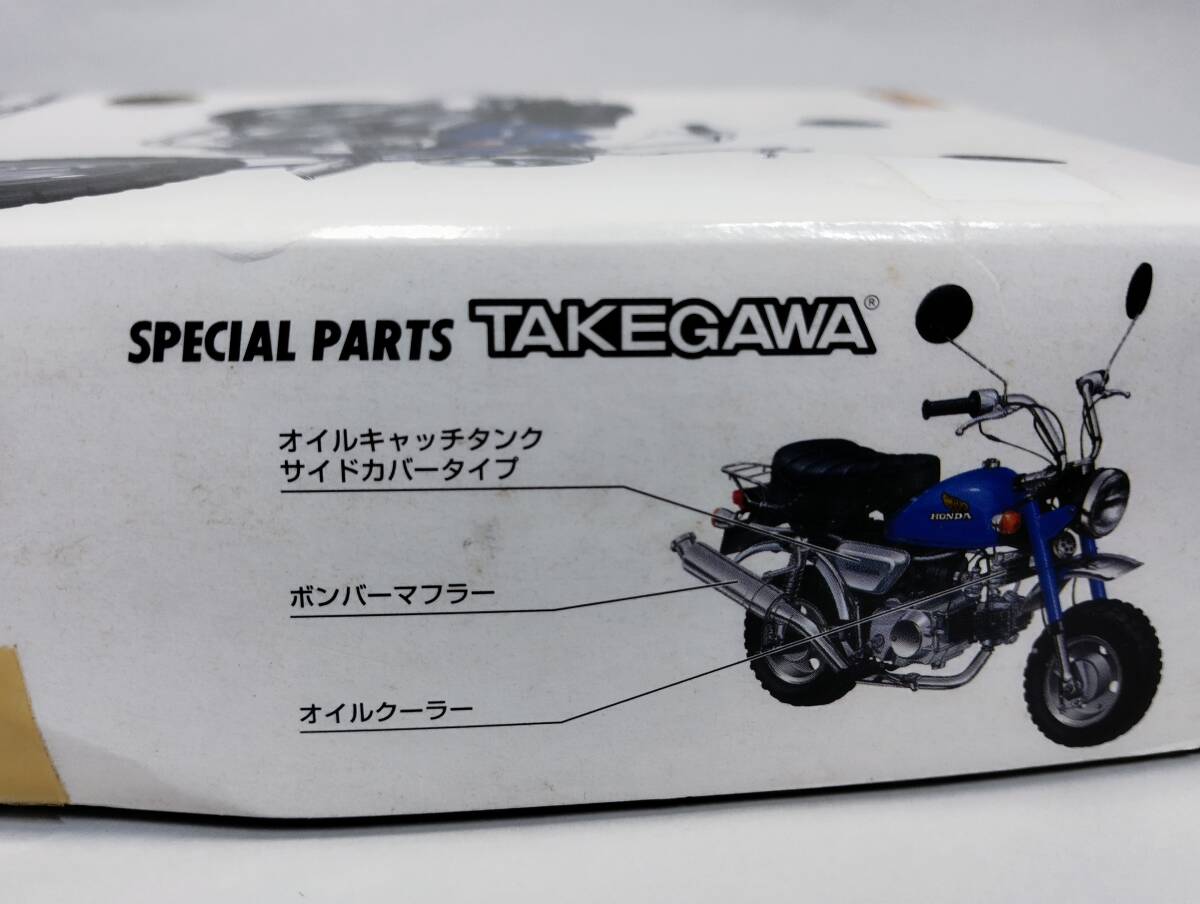 SPECIAL PARTS TAKEGAWA®
オイルキャッチタンク
サイドカバータイプ
HONDA
ボンバーマフラー
オイルクーラー